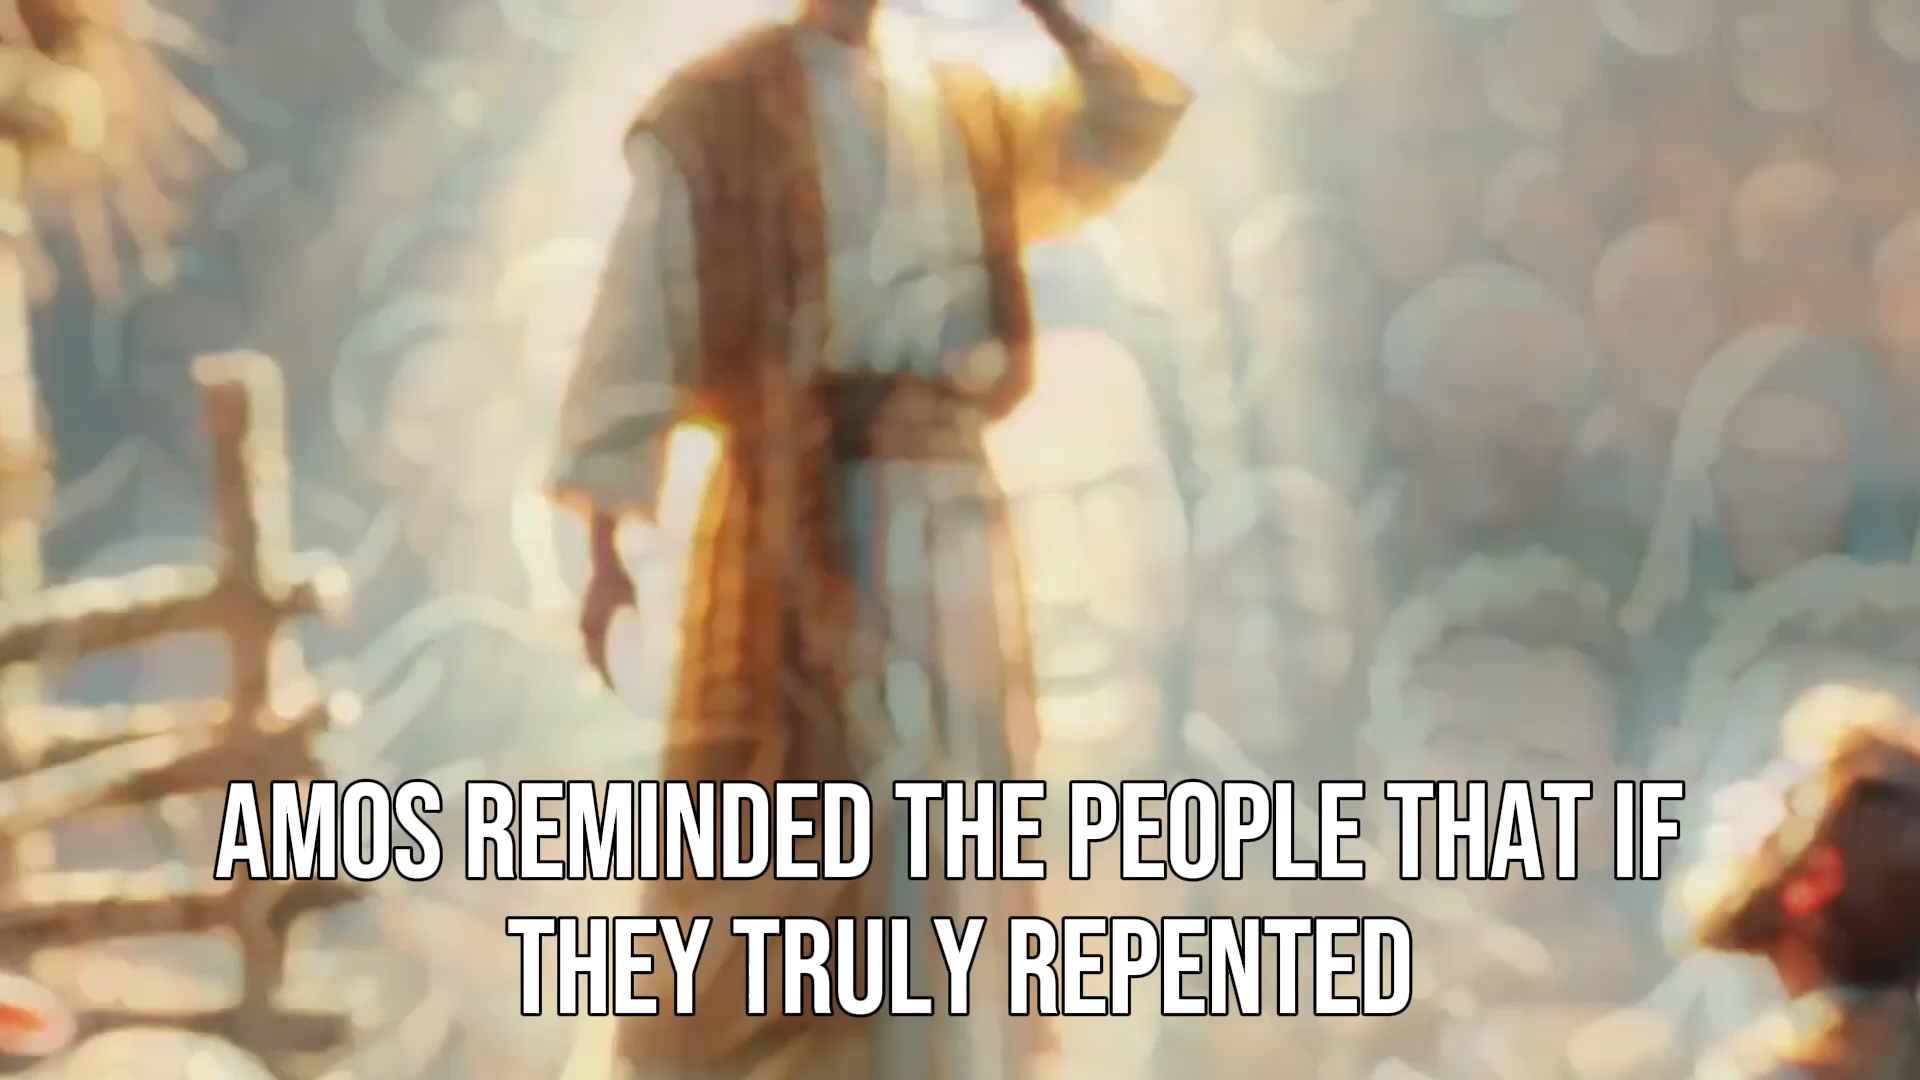 AMOS REMINDED THE PEOPLE THAT IF
THEY TRULY REPENTED